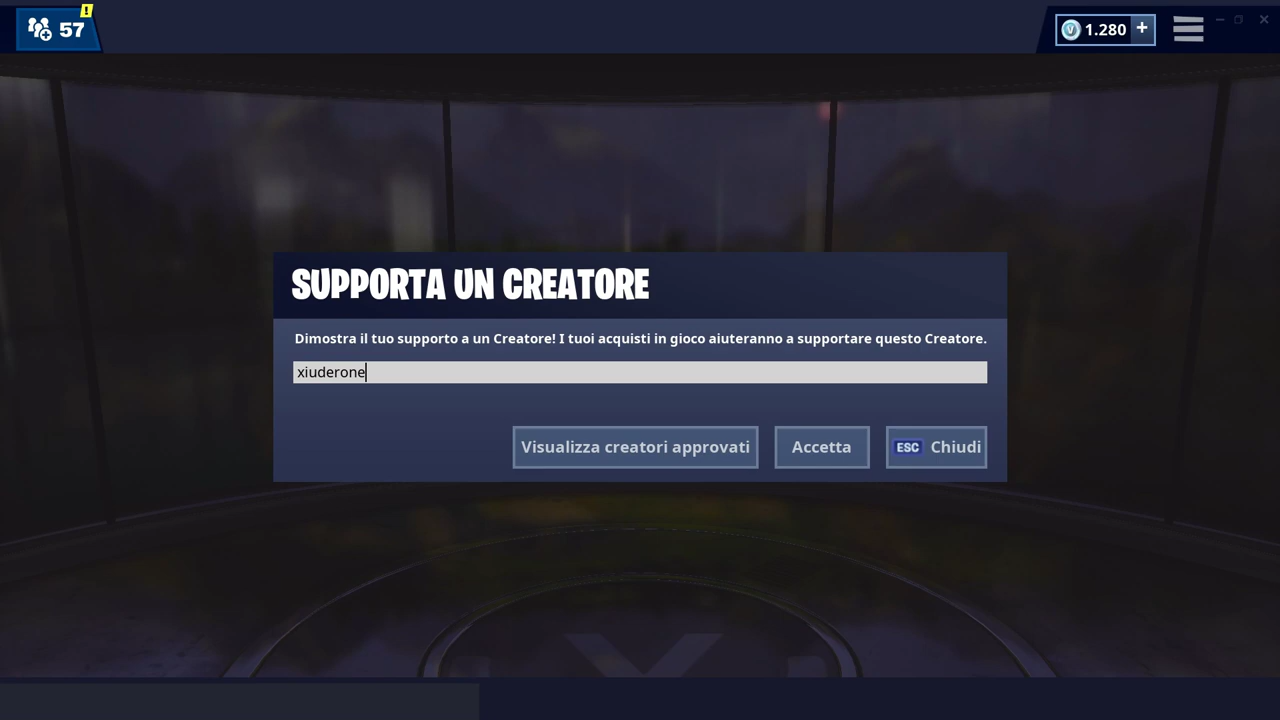 !
57
1.280 +
SUPPORTA UN CREATORE
Dimostra il tuo supporto a un Creatore! I tuoi acquisti in gioco aiuteranno a supportare questo Creatore.
xiuderone
Visualizza creatori approvati
Accetta
ESC Chiudi